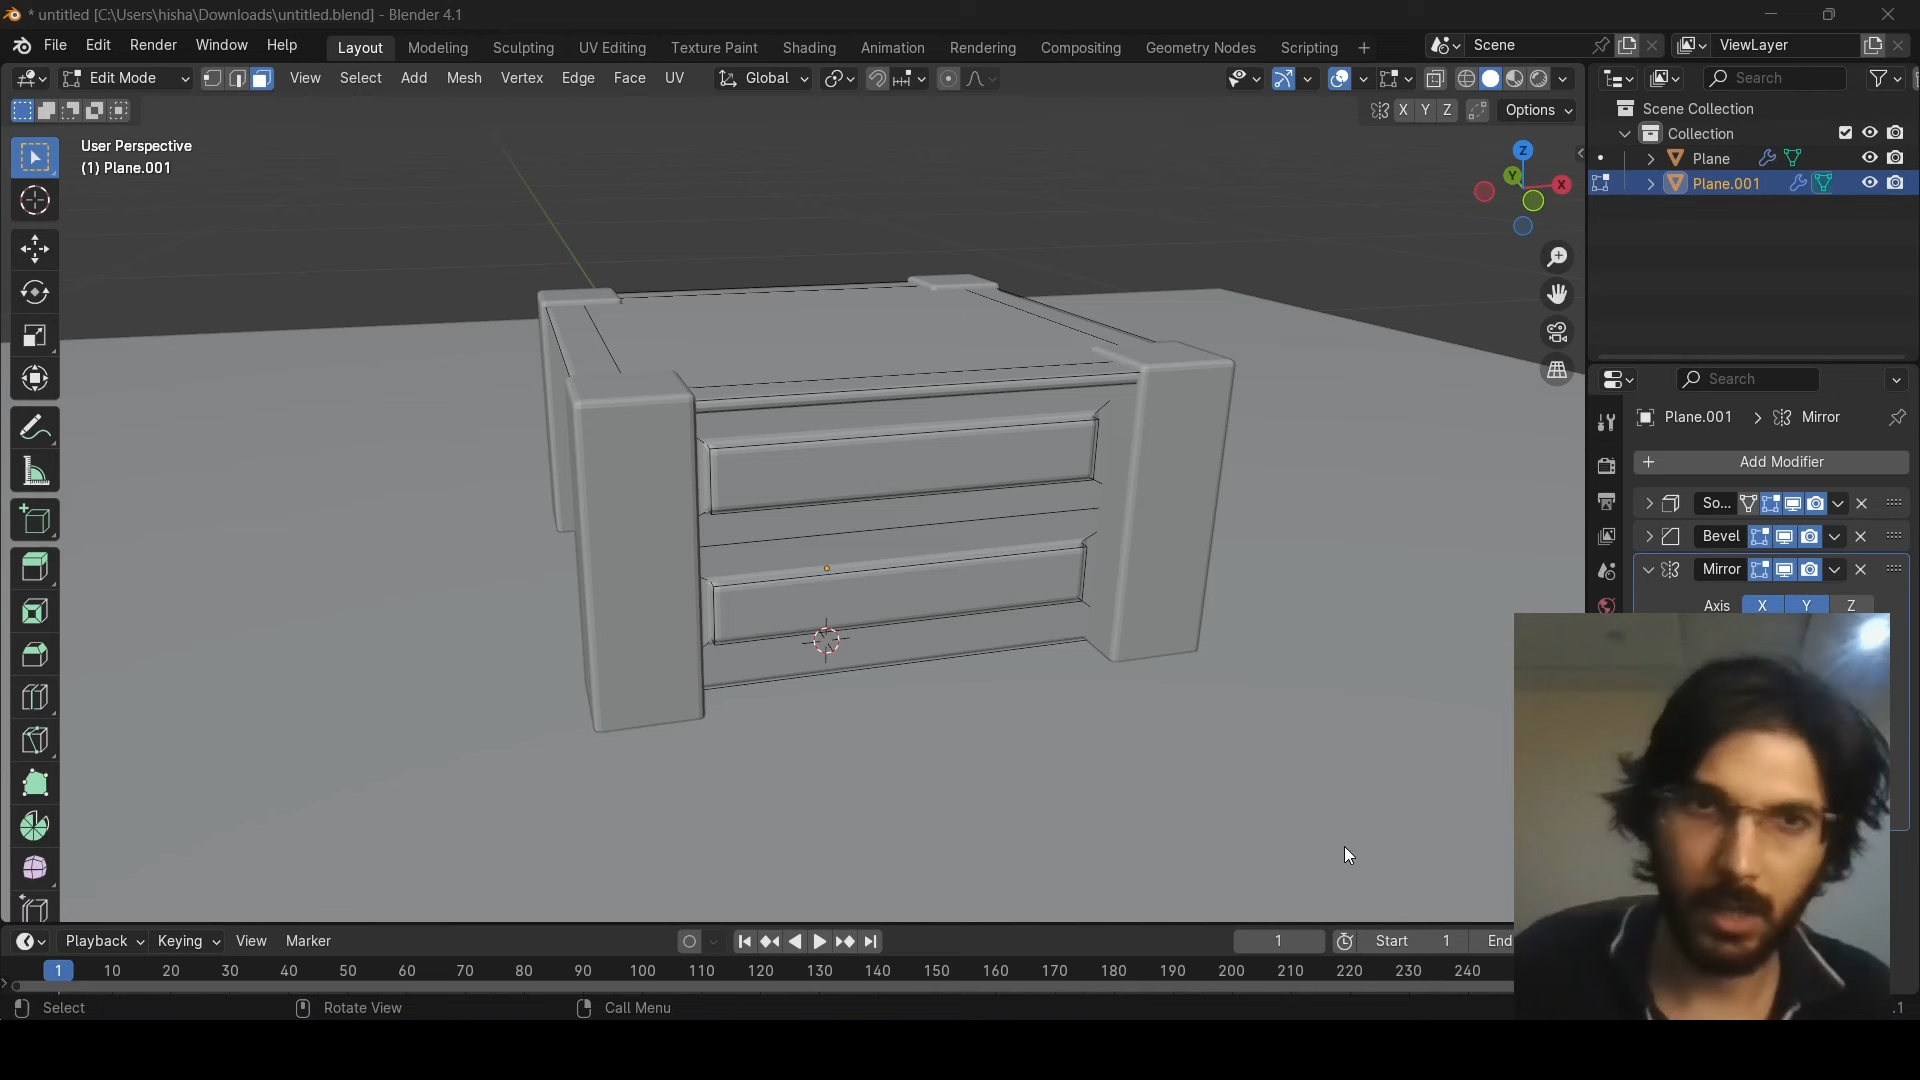 * untitled [C:\Users\hisha\Downloads\untitled.blend] - Blender 4.1
File Edit Render Window Help
Layout Modeling Sculpting UV Editing Texture Paint Shading Animation Rendering Compositing Geometry Nodes Scripting +
Scene ViewLayer
Edit Mode View Select Add Mesh Vertex Edge Face UV Global
Search
X Y Z Options
User Perspective
(1) Plane.001
Z
Y
X
Scene Collection
Collection
Plane
Plane.001
Search
Plane.001 > Mirror
+ Add Modifier
So...
Bevel
Mirror
Axis X Y Z
Playback Keying View Marker
1 Start 1 End
1 10 20 30 40 50 60 70 80 90 100 110 120 130 140 150 160 170 180 190 200 210 220 230 240
Select Rotate View Call Menu
.1